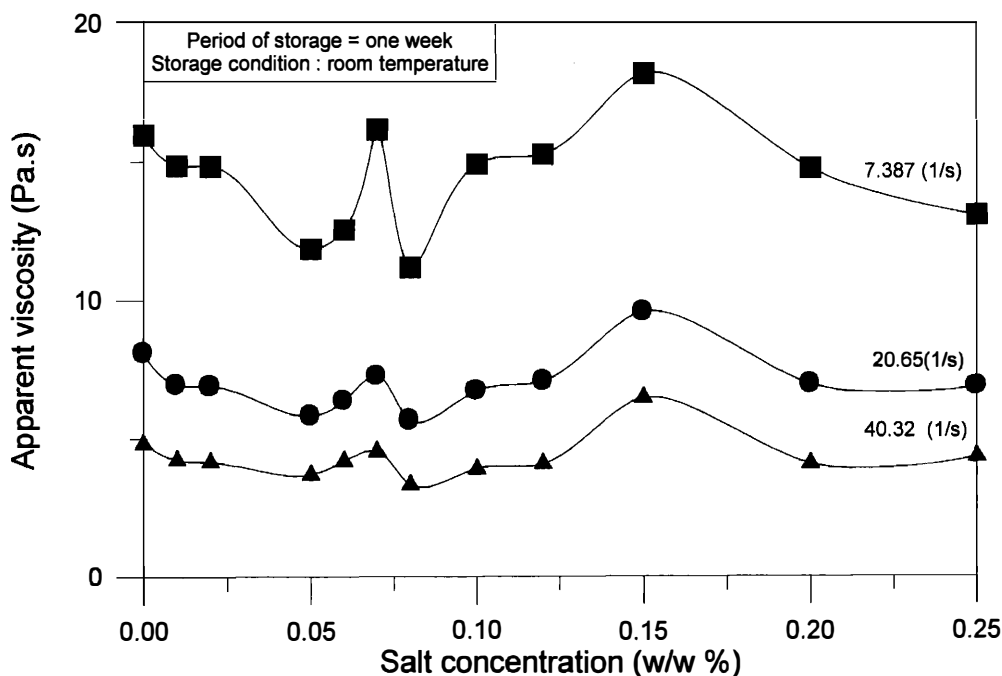 20
Period of storage = one week
Storage condition : room temperature
7.387 (1/s)
10
20.65(1/s)
40.32 (1/s)
0
0.00 0.05 0.10 0.15 0.20 0.25
Salt concentration (w/w %)
Apparent viscosity (Pa.s)